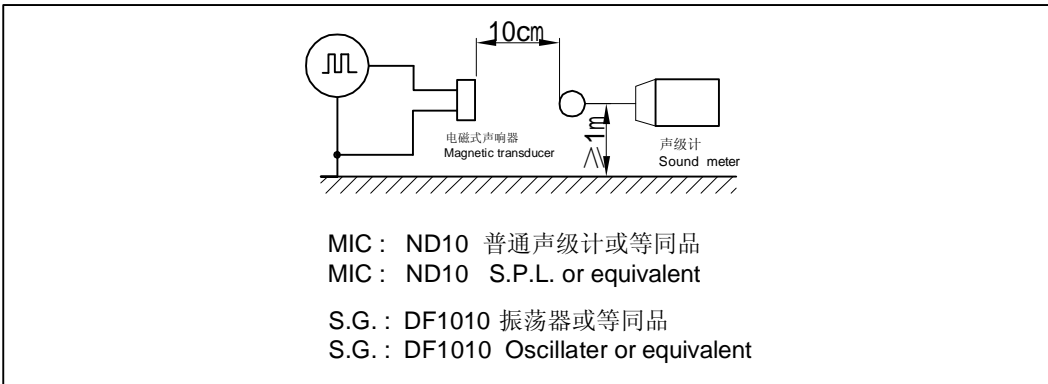 10cm
电磁式声响器
Magnetic transducer
≥1m
声级计
Sound meter
MIC : ND10 普通声级计或等同品
MIC : ND10 S.P.L. or equivalent
S.G. : DF1010 振荡器或等同品
S.G. : DF1010 Oscillater or equivalent